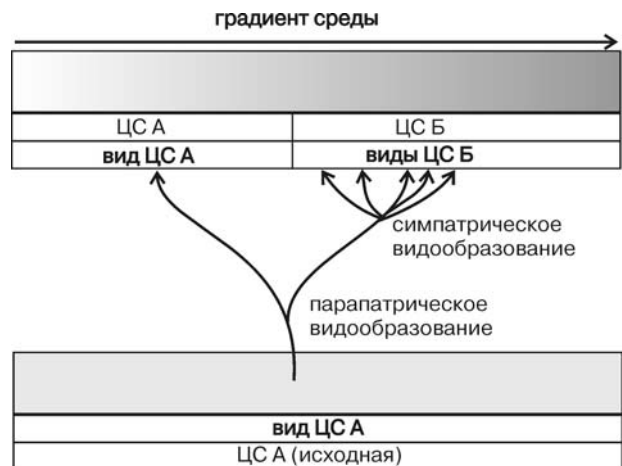 градиент среды
ЦС А
ЦС Б
вид ЦС А
виды ЦС Б
симпатрическое
видообразование
парапатрическое
видообразование
вид ЦС А
ЦС А (исходная)